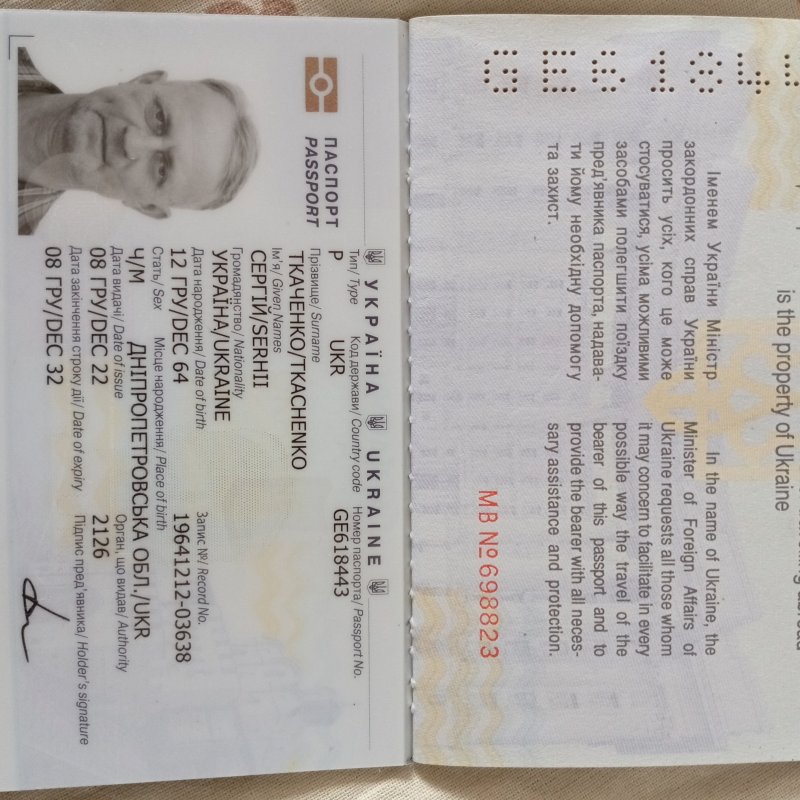 is the property of Ukraine
GE6184
Іменем України Міністр
закордонних справ України
просить усіх, кого це може
стосуватися, усіма можливими
засобами полегшити поїздку
пред'явника паспорта, надава-
ти йому необхідну допомогу
та захист.
In the name of Ukraine, the
Minister of Foreign Affairs of
Ukraine requests all those whom
it may concern to facilitate in every
possible way the travel of the
bearer of this passport and to
provide the bearer with all neces-
sary assistance and protection.
МВ №698823
УКРАЇНА UKRAINE
ПАСПОРТ
PASSPORT
Тип/ Type Код держави/ Country code Номер паспорта/ Passport No.
P UKR GE618443
Прізвище/ Surname
ТКАЧЕНКО/TKACHENKO
Ім'я/ Given Names
СЕРГІЙ/SERHII
Громадянство/ Nationality
УКРАЇНА/UKRAINE
Дата народження/ Date of birth Запис №/ Record No.
12 ГРУ/DEC 64 19641212-03638
Стать/ Sex Місце народження/ Place of birth
Ч/M ДНІПРОПЕТРОВСЬКА ОБЛ./UKR
Дата видачі/ Date of issue Орган, що видав/ Authority
08 ГРУ/DEC 22 2126
Дата закінчення строку дії/ Date of expiry Підпис пред'явника/ Holder's signature
08 ГРУ/DEC 32